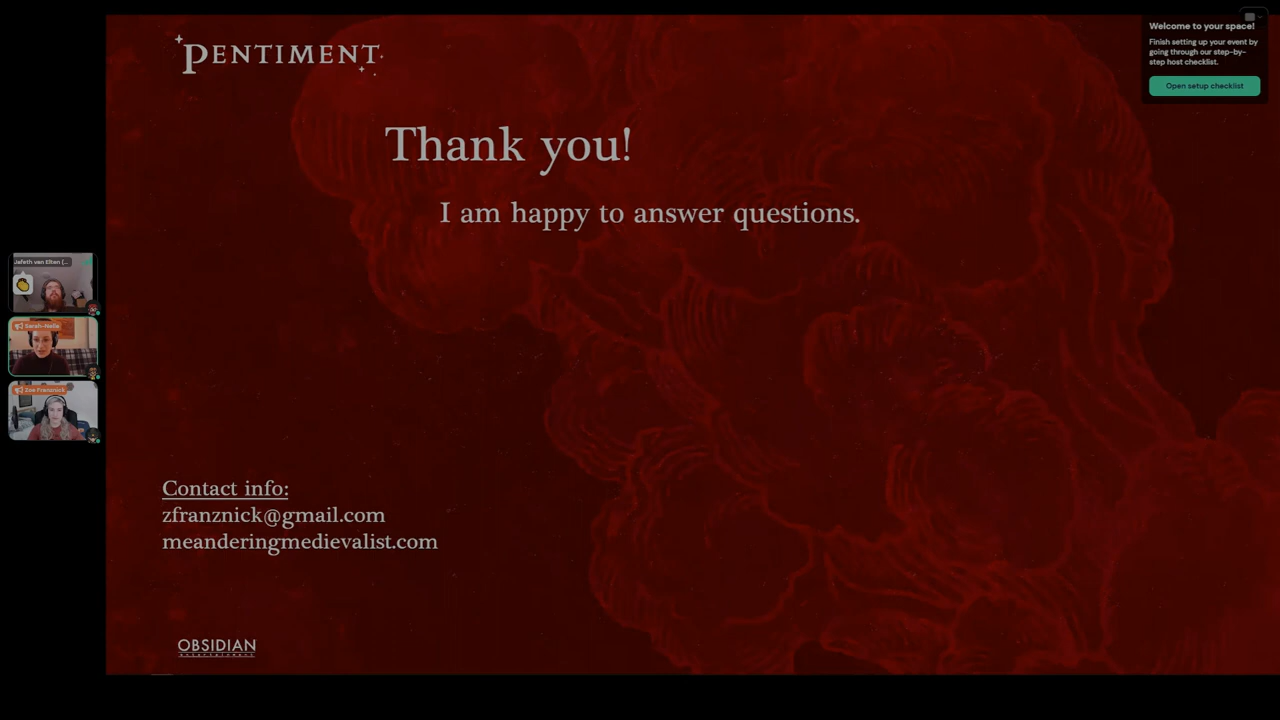 PENTIMENT
Thank you!
I am happy to answer questions.
Contact info:
zfranznick@gmail.com
meanderingmedievalist.com
OBSIDIAN
entertainment
Jafeth van Elten (...
Sarah-Nelle
Zoe Franznick
Welcome to your space!
Finish setting up your event by
going through our step-by-
step host checklist.
Open setup checklist